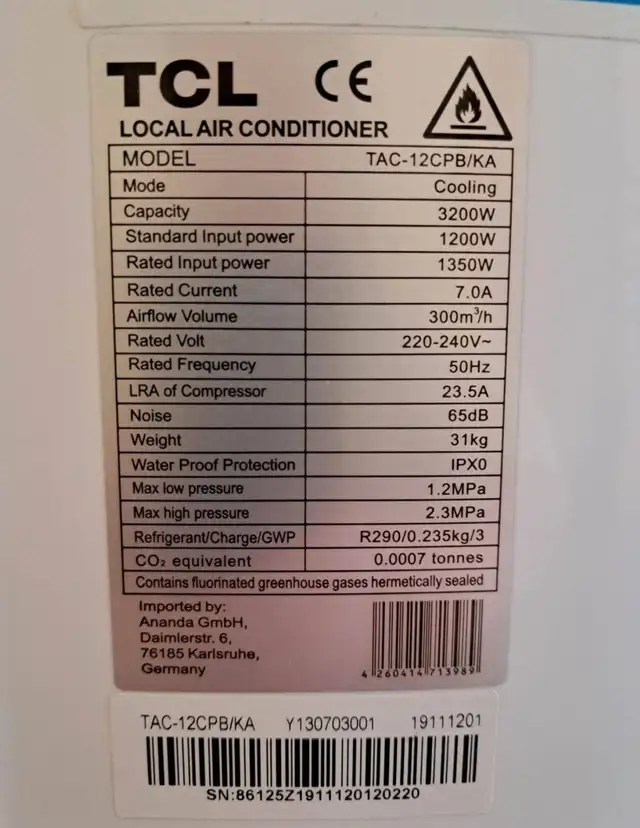 TCL CE
LOCAL AIR CONDITIONER
MODEL TAC-12CPB/KA
Mode Cooling
Capacity 3200W
Standard Input power 1200W
Rated Input power 1350W
Rated Current 7.0A
Airflow Volume 300m³/h
Rated Volt 220-240V~
Rated Frequency 50Hz
LRA of Compressor 23.5A
Noise 65dB
Weight 31kg
Water Proof Protection IPX0
Max low pressure 1.2MPa
Max high pressure 2.3MPa
Refrigerant/Charge/GWP R290/0.235kg/3
CO₂ equivalent 0.0007 tonnes
Contains fluorinated greenhouse gases hermetically sealed
Imported by:
Ananda GmbH,
Daimlerstr. 6,
76185 Karlsruhe,
Germany
4 260414 713989
TAC-12CPB/KA Y130703001 19111201
SN:86125Z1911120120220